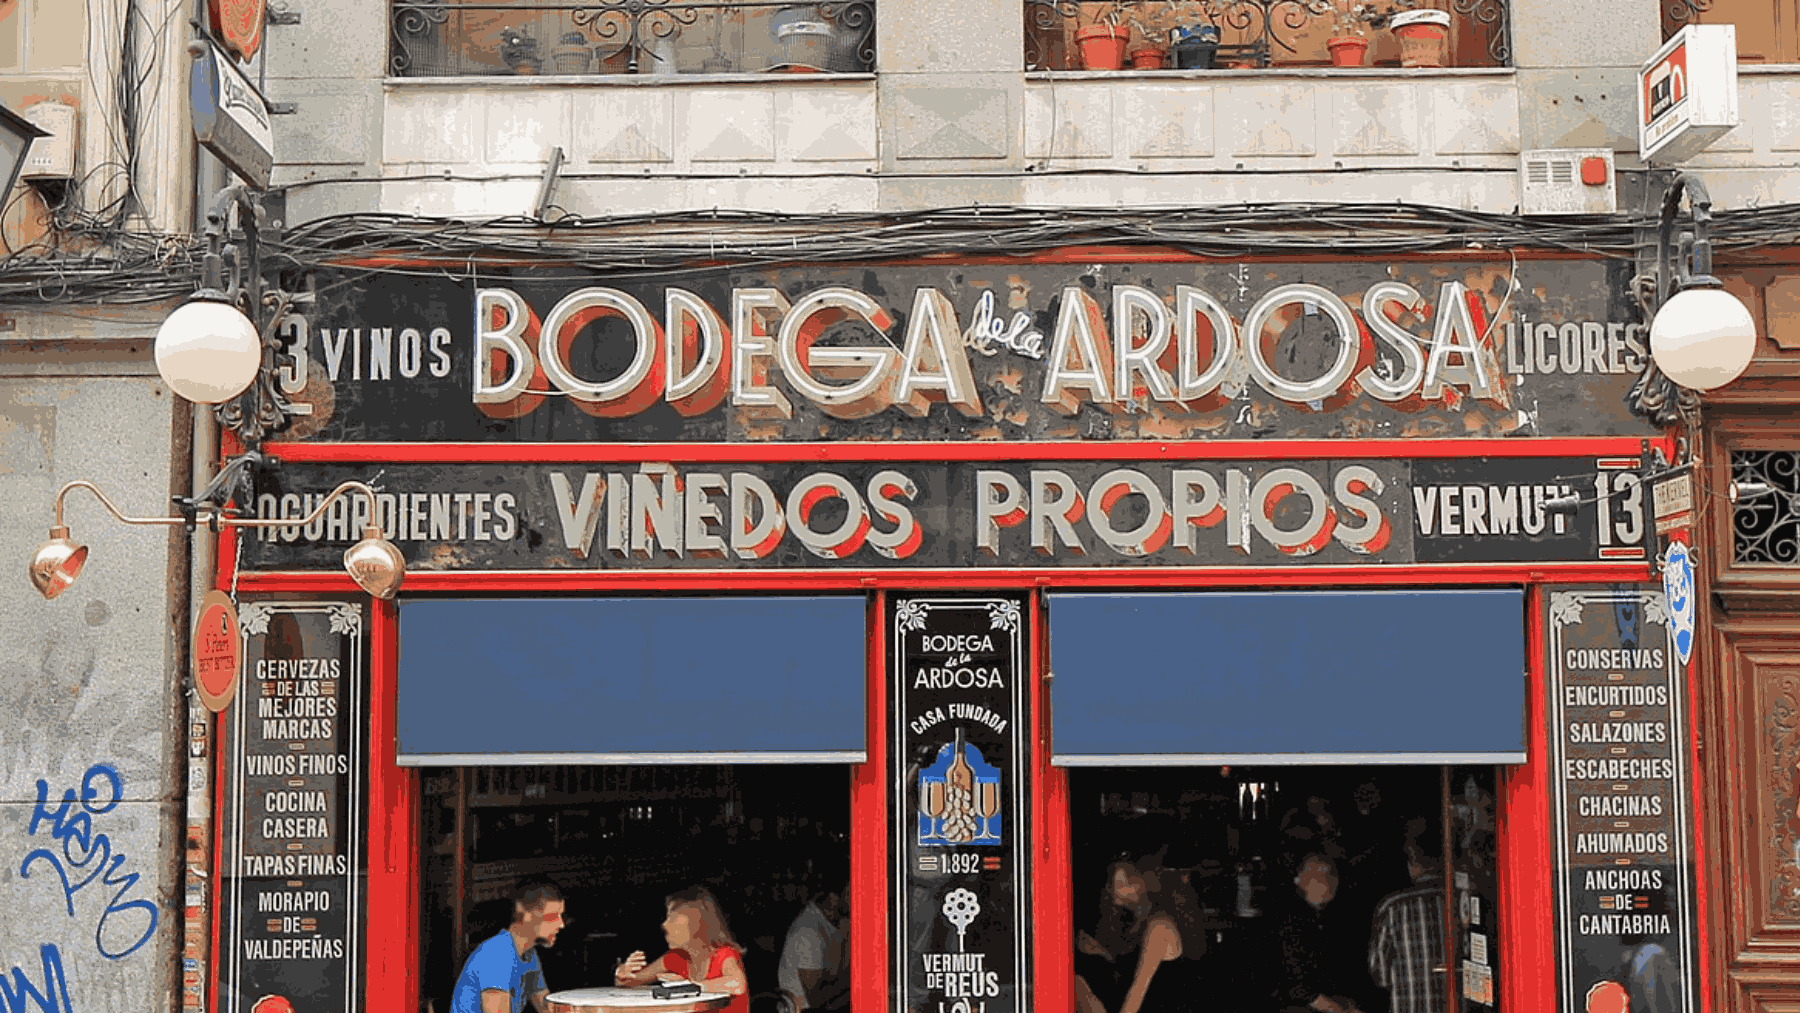 13 VINOS BODEGA de la ARDOSA LICORES
AGUARDIENTES VIÑEDOS PROPIOS VERMUT 13
CERVEZAS
DE LAS
MEJORES
MARCAS
VINOS FINOS
COCINA
CASERA
TAPAS FINAS
MORAPIO
DE
VALDEPEÑAS
BODEGA
de la
ARDOSA
CASA FUNDADA
1.892
VERMUT
DE REUS
CONSERVAS
ENCURTIDOS
SALAZONES
ESCABECHES
CHACINAS
AHUMADOS
ANCHOAS
DE
CANTABRIA